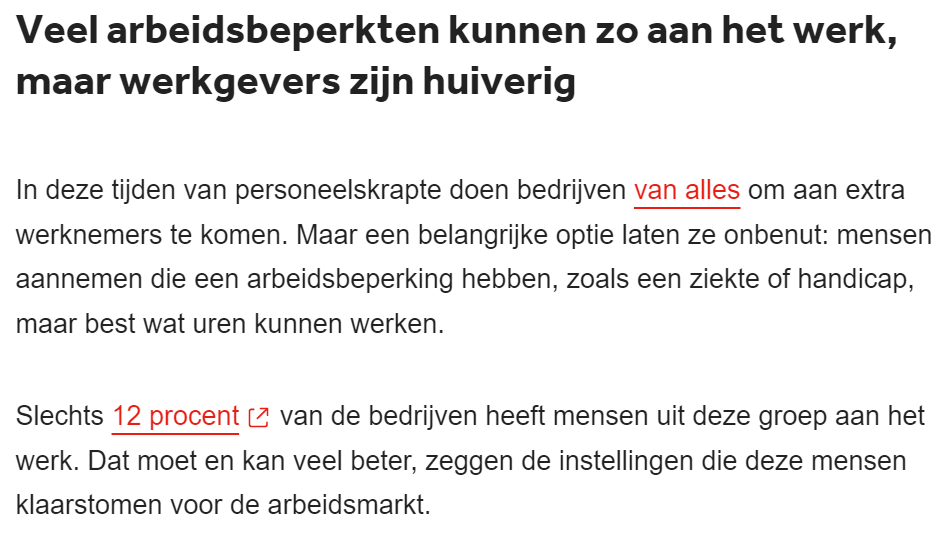 Veel arbeidsbeperkten kunnen zo aan het werk,
maar werkgevers zijn huiverig
In deze tijden van personeelskrapte doen bedrijven van alles om aan extra
werknemers te komen. Maar een belangrijke optie laten ze onbenut: mensen
aannemen die een arbeidsbeperking hebben, zoals een ziekte of handicap,
maar best wat uren kunnen werken.
Slechts 12 procent van de bedrijven heeft mensen uit deze groep aan het
werk. Dat moet en kan veel beter, zeggen de instellingen die deze mensen
klaarstomen voor de arbeidsmarkt.